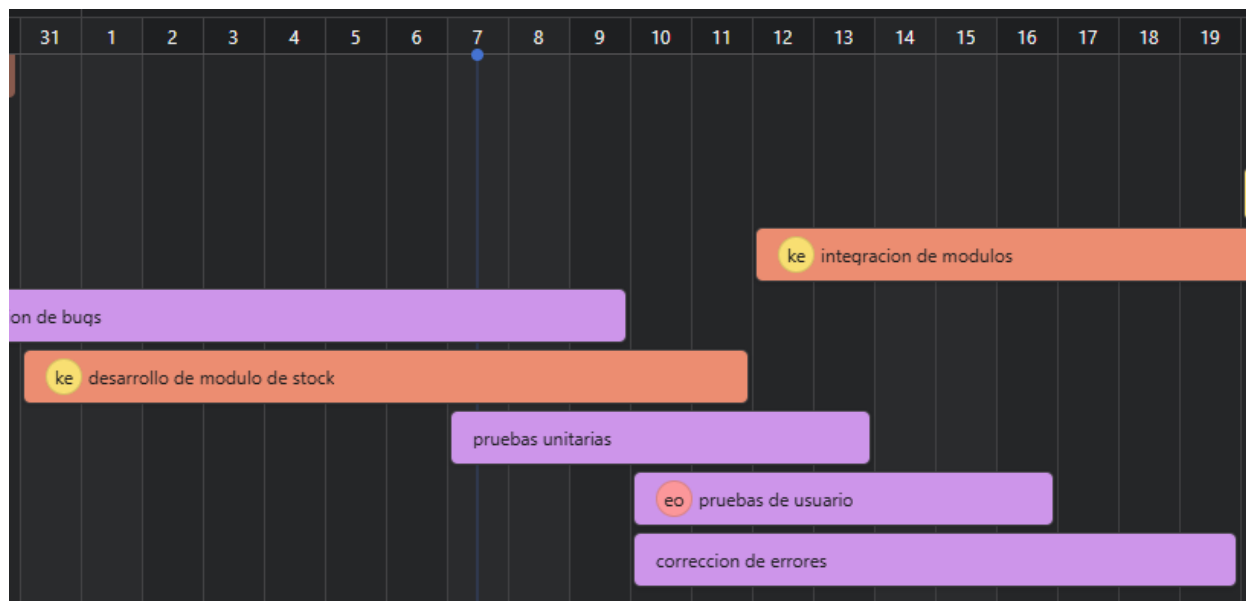 31 1 2 3 4 5 6 7 8 9 10 11 12 13 14 15 16 17 18 19
ke integracion de modulos
on de bugs
ke desarrollo de modulo de stock
pruebas unitarias
eo pruebas de usuario
correccion de errores